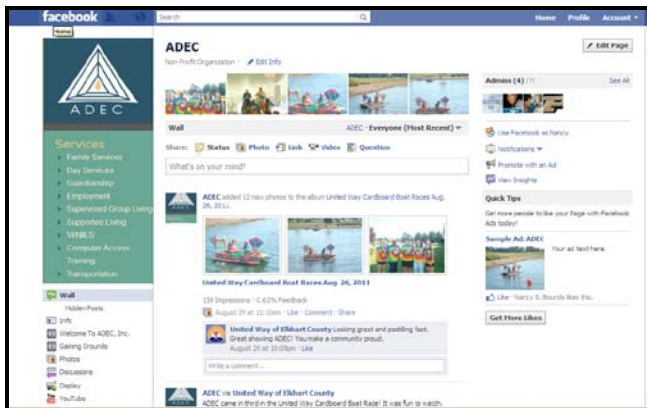 facebook
Search
Home Profile Account
Home
ADEC
Non-Profit Organization · Edit Info
Edit Page
ADEC
Services
Family Services
Day Services
Guardianship
Employment
Supervised Group Living
Supported Living
Computer Access
Training
Transportation
Wall
Hidden Posts
Info
Welcome To ADEC, Inc.
Gaining Grounds
Photos
Discussions
Display
YouTube
Wall
ADEC · Everyone (Most Recent)
Share: Status Photo Link Video Question
What's on your mind?
ADEC added 12 new photos to the album United Way Cardboard Boat Races Aug.
26, 2011.
United Way Cardboard Boat Races Aug. 26, 2011
Impressions · 0.63% Feedback
August 29 at · Like · Comment · Share
United Way of Elkhart County Looking great and paddling fast.
Great showing ADEC! You make a community proud.
August 29 at · Like
Write a comment...
ADEC via United Way of Elkhart County
ADEC came in third in the United Way Cardboard Boat Race! It was fun to watch.
Admins (4)
See All
Use Facebook as Nancy
Notifications
Promote with an Ad
View Insights
Quick Tips
Get more people to like your Page with Facebook
Ads today!
Sample Ad: ADEC
Your ad text here.
Like · Nancy S. Bounds likes this.
Get More Likes